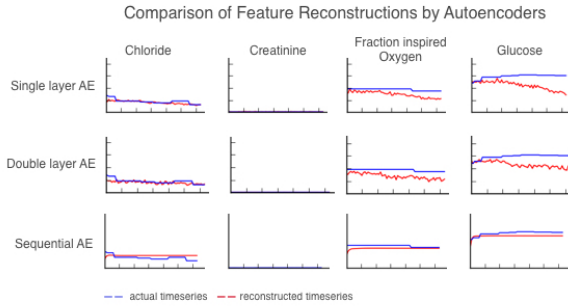 Comparison of Feature Reconstructions by Autoencoders
Chloride
Creatinine
Fraction inspired
Oxygen
Glucose
Single layer AE
Double layer AE
Sequential AE
actual timeseries
reconstructed timeseries